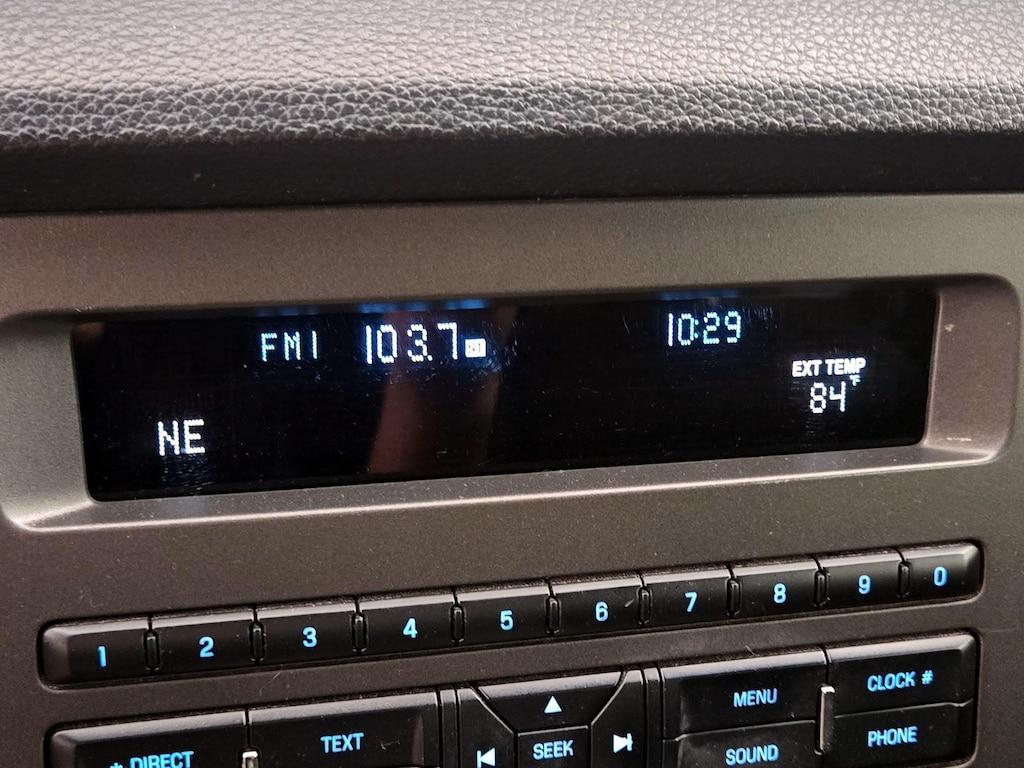 FM1 103.7 10:29
EXT TEMP
84°F
NE
1 2 3 4 5 6 7 8 9 0
MENU CLOCK #
* DIRECT TEXT SEEK SOUND PHONE